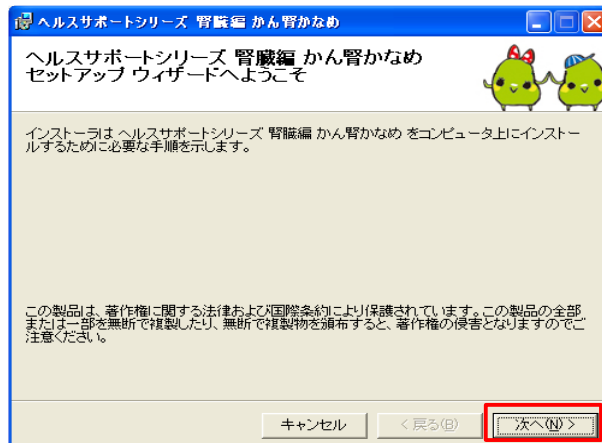 ヘルスサポートシリーズ 腎臓編 かん腎かなめ
ヘルスサポートシリーズ 腎臓編 かん腎かなめ
セットアップ ウィザードへようこそ
インストーラは ヘルスサポートシリーズ 腎臓編 かん腎かなめ をコンピュータ上にインストー
ルするために必要な手順を示します。
この製品は、著作権に関する法律および国際条約により保護されています。この製品の全部
または一部を無断で複製したり、無断で複製物を頒布すると、著作権の侵害となりますのでご
注意ください。
キャンセル
< 戻る(B)
次へ(N) >